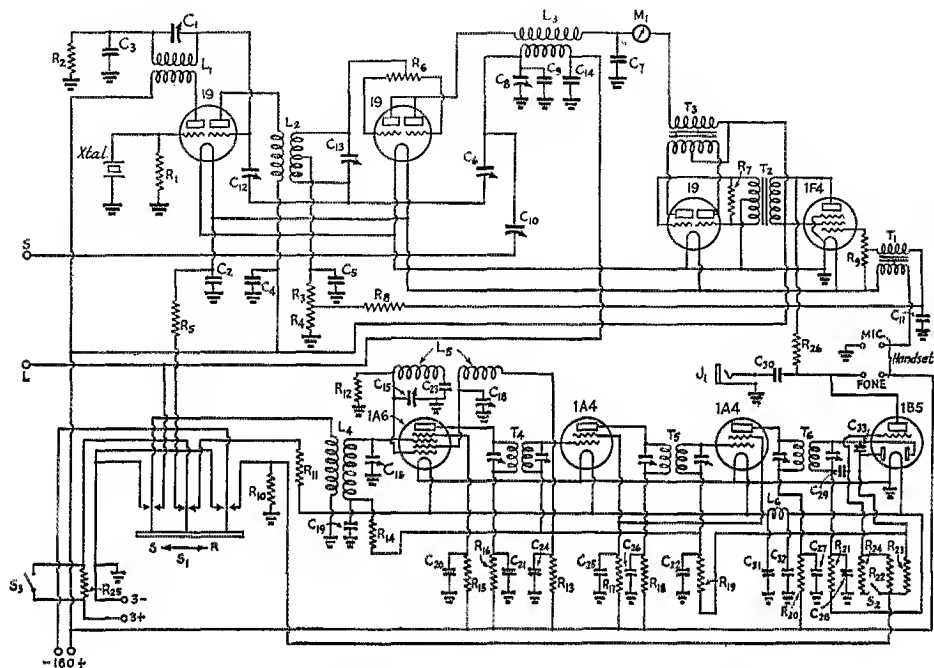 C1
L3
M1
R2
C3
L1
R6
C8
C9
C14
C7
19
L2
T3
Xtal.
R1
C12
C13
C6
C10
19
R7
T2
1F4
R9
T1
S
C2
C4
C5
R3
R4
R8
C11
R5
R26
MIC
Handset
FONE
L
L5
J1
C30
R12
C15
C23
C18
1A6
1A4
1A4
1B5
L4
C16
T4
T5
T6
C33
C29
R11
R10
C19
R14
L6
S ← → R
S1
C20
R15
R16
C21
C24
R13
C25
R17
C26
R18
C22
R19
C31
C32
R20
C27
R21
C28
R24
R22
R23
S2
S3
R25
3-
3+
-160+